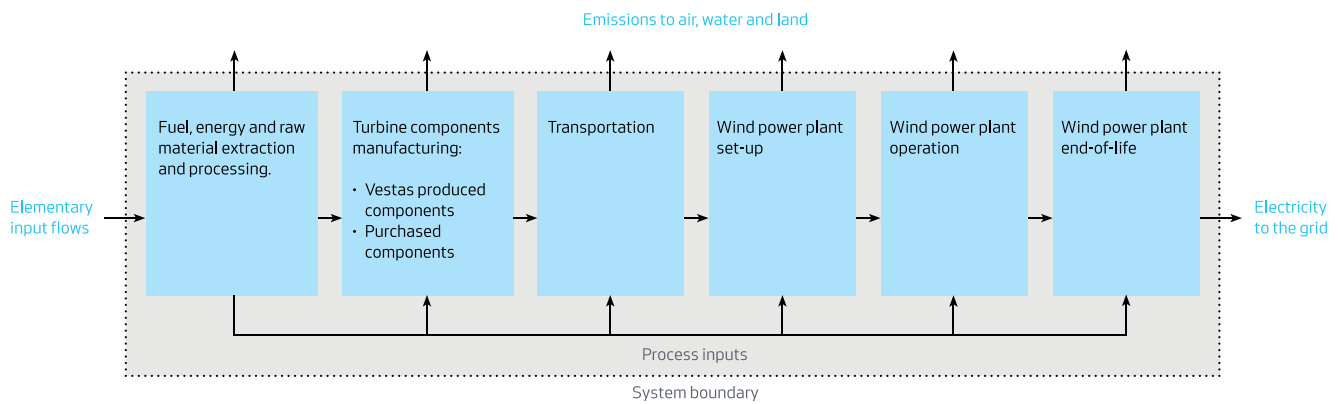 Emissions to air, water and land
Elementary
input flows
Fuel, energy and raw
material extraction
and processing.
Turbine components
manufacturing:
• Vestas produced
components
• Purchased
components
Transportation
Wind power plant
set-up
Wind power plant
operation
Wind power plant
end-of-life
Electricity
to the grid
Process inputs
System boundary